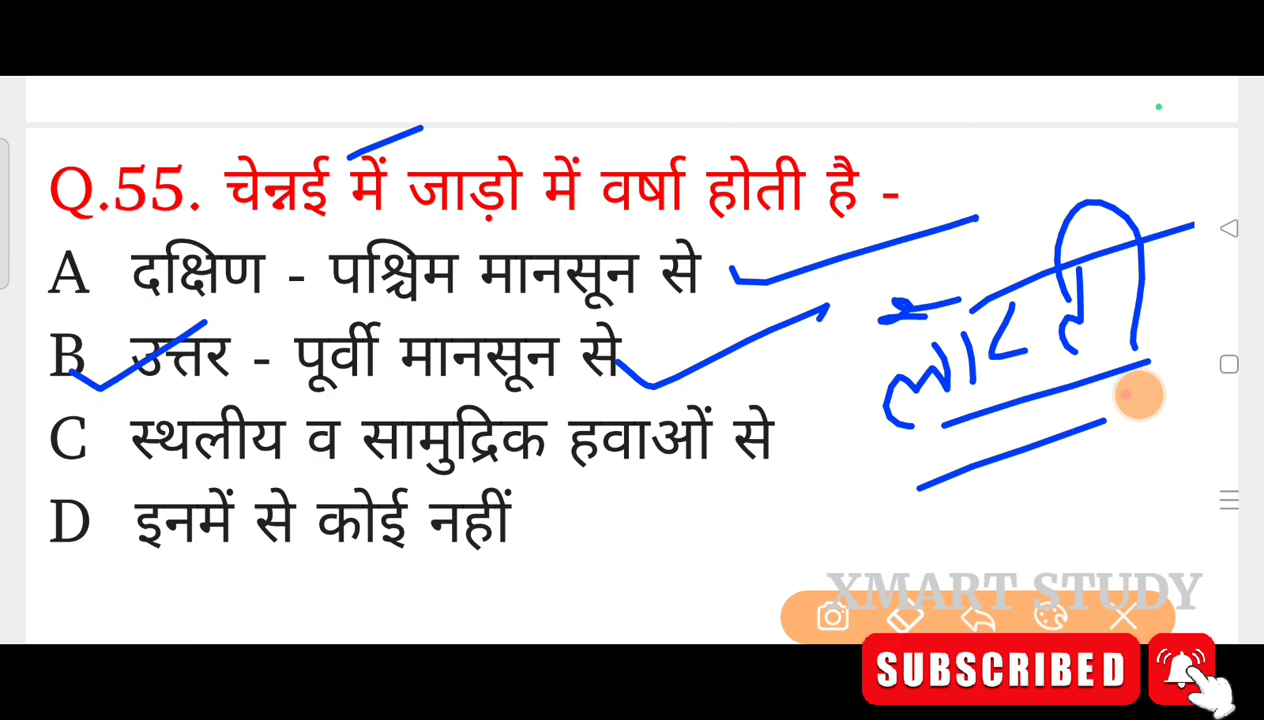 Q.55. चेन्नई में जाड़ो में वर्षा होती है -
A दक्षिण - पश्चिम मानसून से
B उत्तर - पूर्वी मानसून से
C स्थलीय व सामुद्रिक हवाओं से
D इनमें से कोई नहीं
लौटती
XMART STUDY
SUBSCRIBED